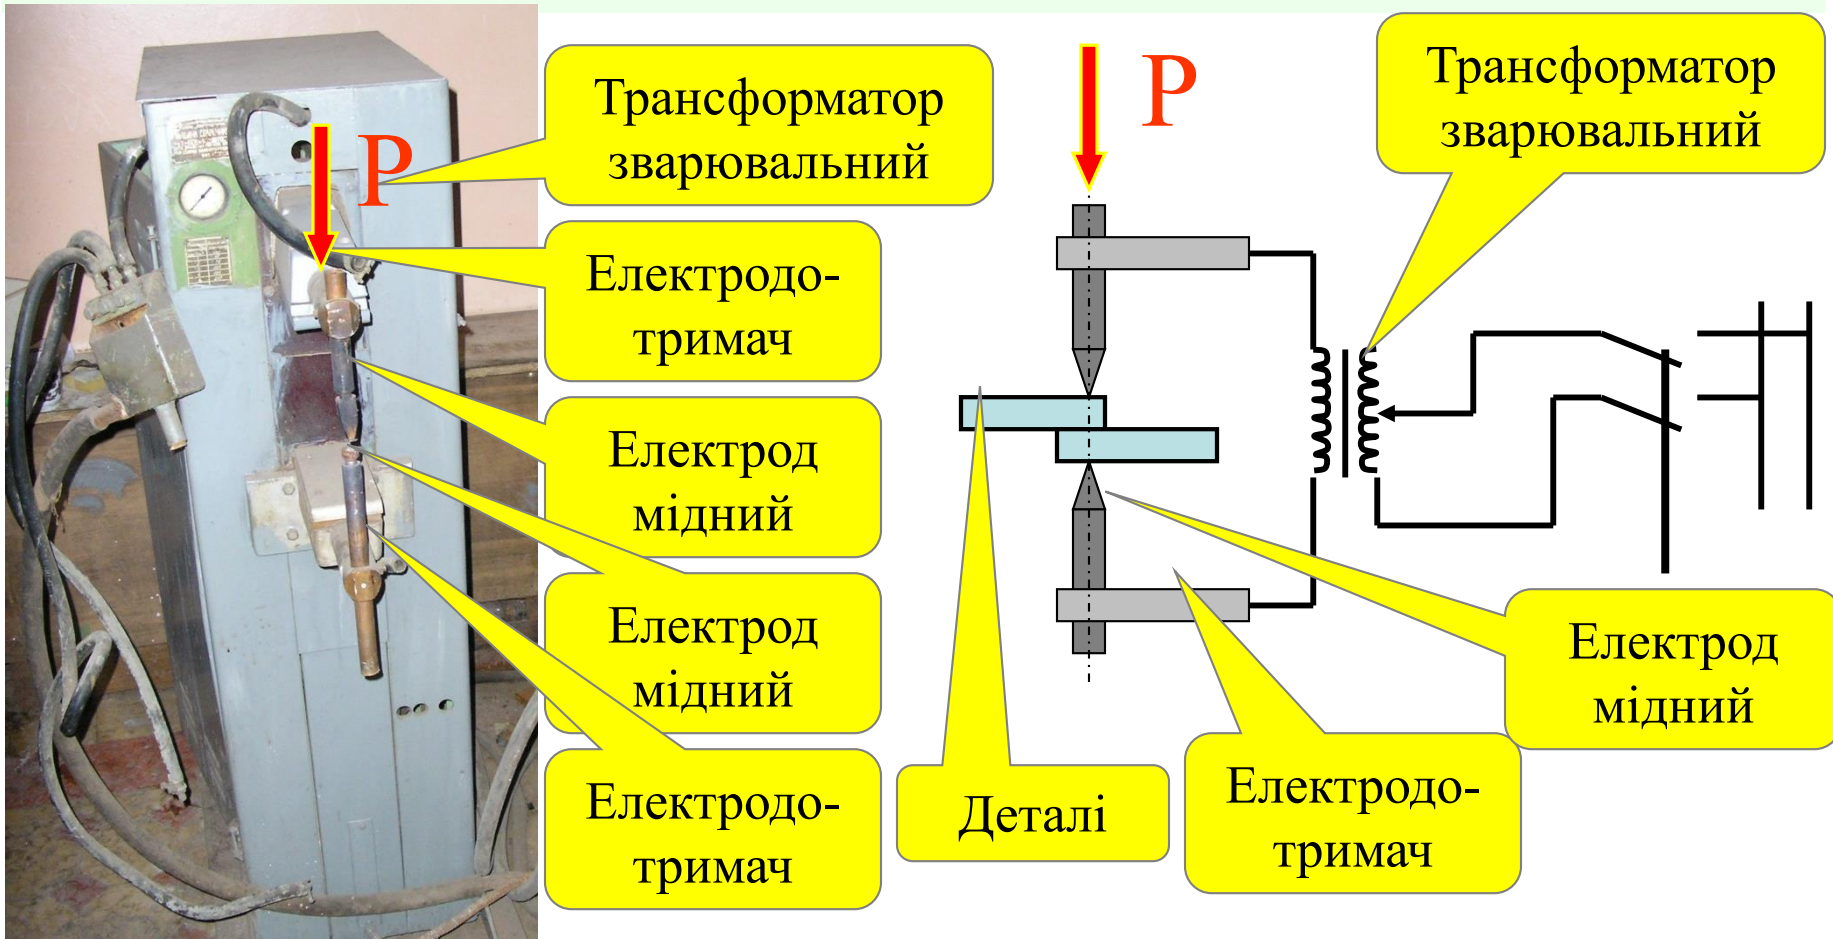 Трансформатор
зварювальний
P
Електродо-
тримач
Електрод
мідний
Електрод
мідний
Електродо-
тримач
P
Трансформатор
зварювальний
Деталі
Електродо-
тримач
Електрод
мідний